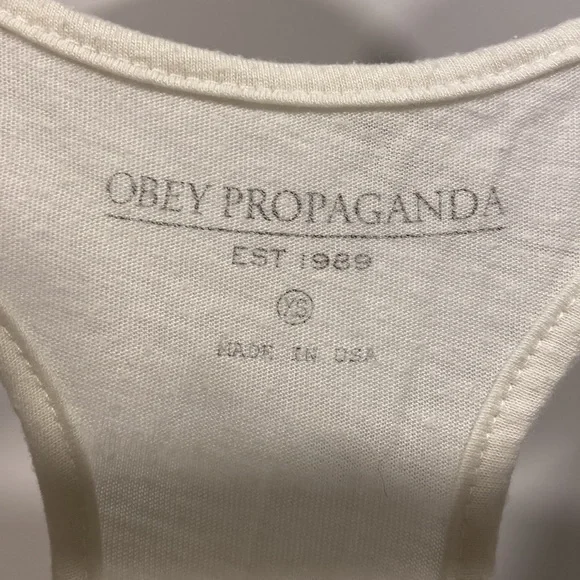 OBEY PROPAGANDA
EST 1989
XS
MADE IN USA